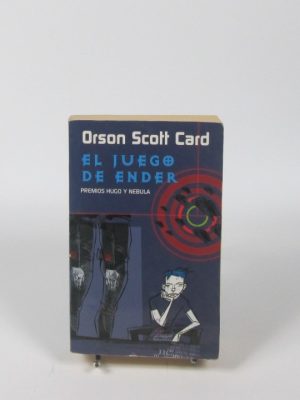 Orson Scott Card
EL JUEGO
DE ENDER
PREMIOS HUGO Y NEBULA